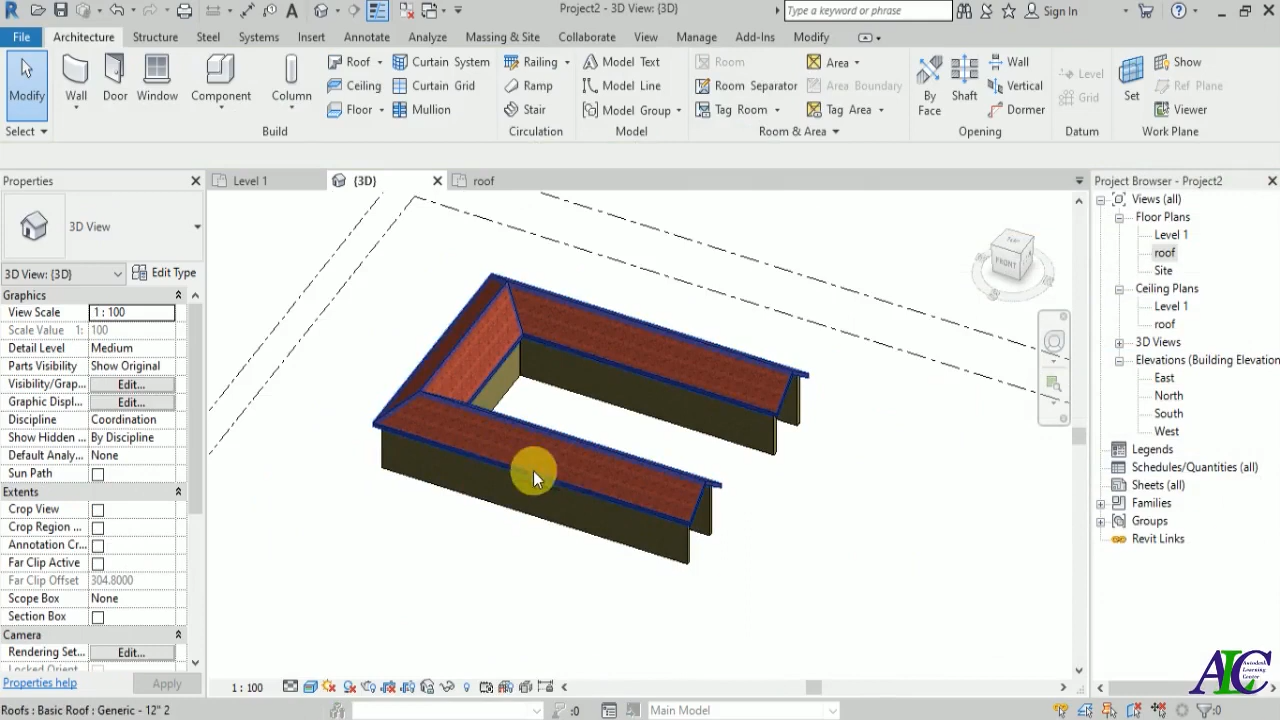 Project2 - 3D View: {3D}
Type a keyword or phrase
Sign In
File
Architecture
Structure
Steel
Systems
Insert
Annotate
Analyze
Massing & Site
Collaborate
View
Manage
Add-Ins
Modify
Modify
Wall
Door
Window
Component
Column
Roof
Ceiling
Floor
Curtain System
Curtain Grid
Mullion
Railing
Ramp
Stair
Model Text
Model Line
Model Group
Room
Room Separator
Tag Room
Area
Area Boundary
Tag Area
By Face
Shaft
Wall
Vertical
Dormer
Level
Grid
Set
Show
Ref Plane
Viewer
Select
Build
Circulation
Model
Room & Area
Opening
Datum
Work Plane
Properties
Level 1
{3D}
roof
Project Browser - Project2
3D View
3D View: {3D}
Edit Type
Graphics
View Scale 1 : 100
Scale Value 1: 100
Detail Level Medium
Parts Visibility Show Original
Visibility/Grap... Edit...
Graphic Displ... Edit...
Discipline Coordination
Show Hidden ... By Discipline
Default Analy... None
Sun Path
Extents
Crop View
Crop Region ...
Annotation Cr...
Far Clip Active
Far Clip Offset 304.8000
Scope Box None
Section Box
Camera
Rendering Set... Edit...
Locked Orient...
Properties help
Apply
FRONT
Views (all)
Floor Plans
Level 1
roof
Site
Ceiling Plans
Level 1
roof
3D Views
Elevations (Building Elevation
East
North
South
West
Legends
Schedules/Quantities (all)
Sheets (all)
Families
Groups
Revit Links
1 : 100
Roofs : Basic Roof : Generic - 12" 2
:0
Main Model
:0
ALC
Autodesk
Learning
Center